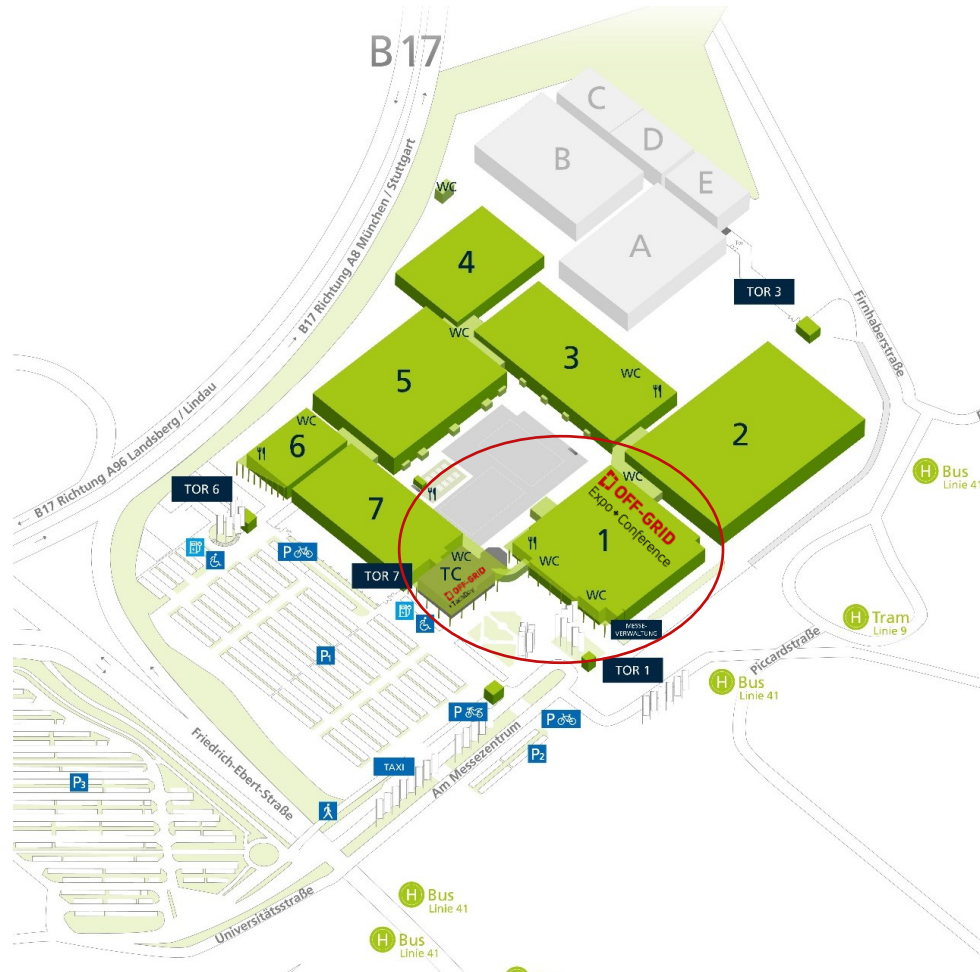 B 17
C
D
B
E
A
WC
4
TOR 3
B17 Richtung A8 München / Stuttgart
Firnhaberstraße
WC
3
WC
5
B17 Richtung A96 Landsberg / Lindau
2
WC
6
H Bus
Linie 41
TOR 6
WC
OFF-GRID
Expo + Conference
7
1
P
WC
WC
TC
TOR 7
OFF-GRID
WC
MESSE-
VERWALTUNG
H Tram
Linie 9
P1
TOR 1
Piccardstraße
H Bus
Linie 41
P
P
Friedrich-Ebert-Straße
TAXI
Am Messezentrum
P2
P3
H Bus
Linie 41
Universitätsstraße
H Bus
Linie 41